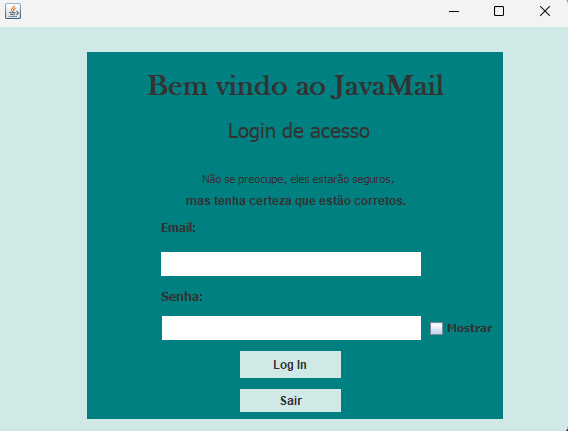 Bem vindo ao JavaMail
Login de acesso
Não se preocupe, eles estarão seguros,
mas tenha certeza que estão corretos.
Email:
Senha:
Mostrar
Log In
Sair